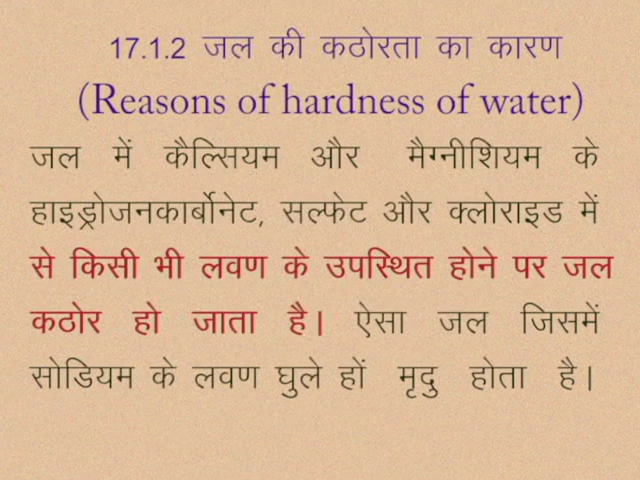 17.1.2 जल की कठोरता का कारण
(Reasons of hardness of water)
जल में कैल्सियम और मैग्नीशियम के
हाइड्रोजनकार्बोनेट, सल्फेट और क्लोराइड में
से किसी भी लवण के उपस्थित होने पर जल
कठोर हो जाता है। ऐसा जल जिसमें
सोडियम के लवण घुले हों मृदु होता है।